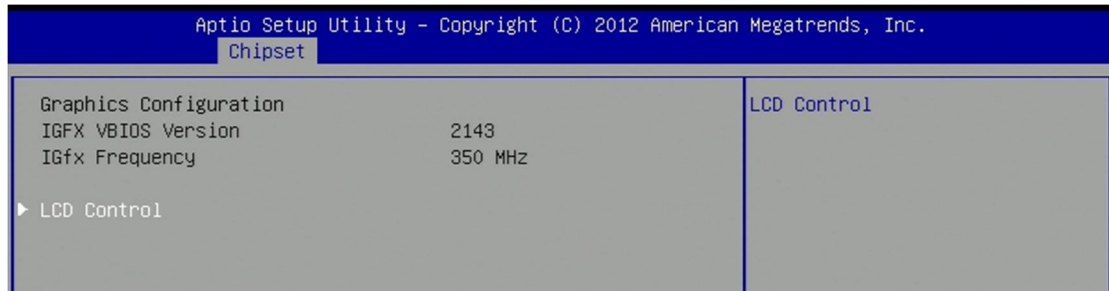 Aptio Setup Utility – Copyright (C) 2012 American Megatrends, Inc.
Chipset
Graphics Configuration
IGFX VBIOS Version 2143
IGfx Frequency 350 MHz
LCD Control
LCD Control